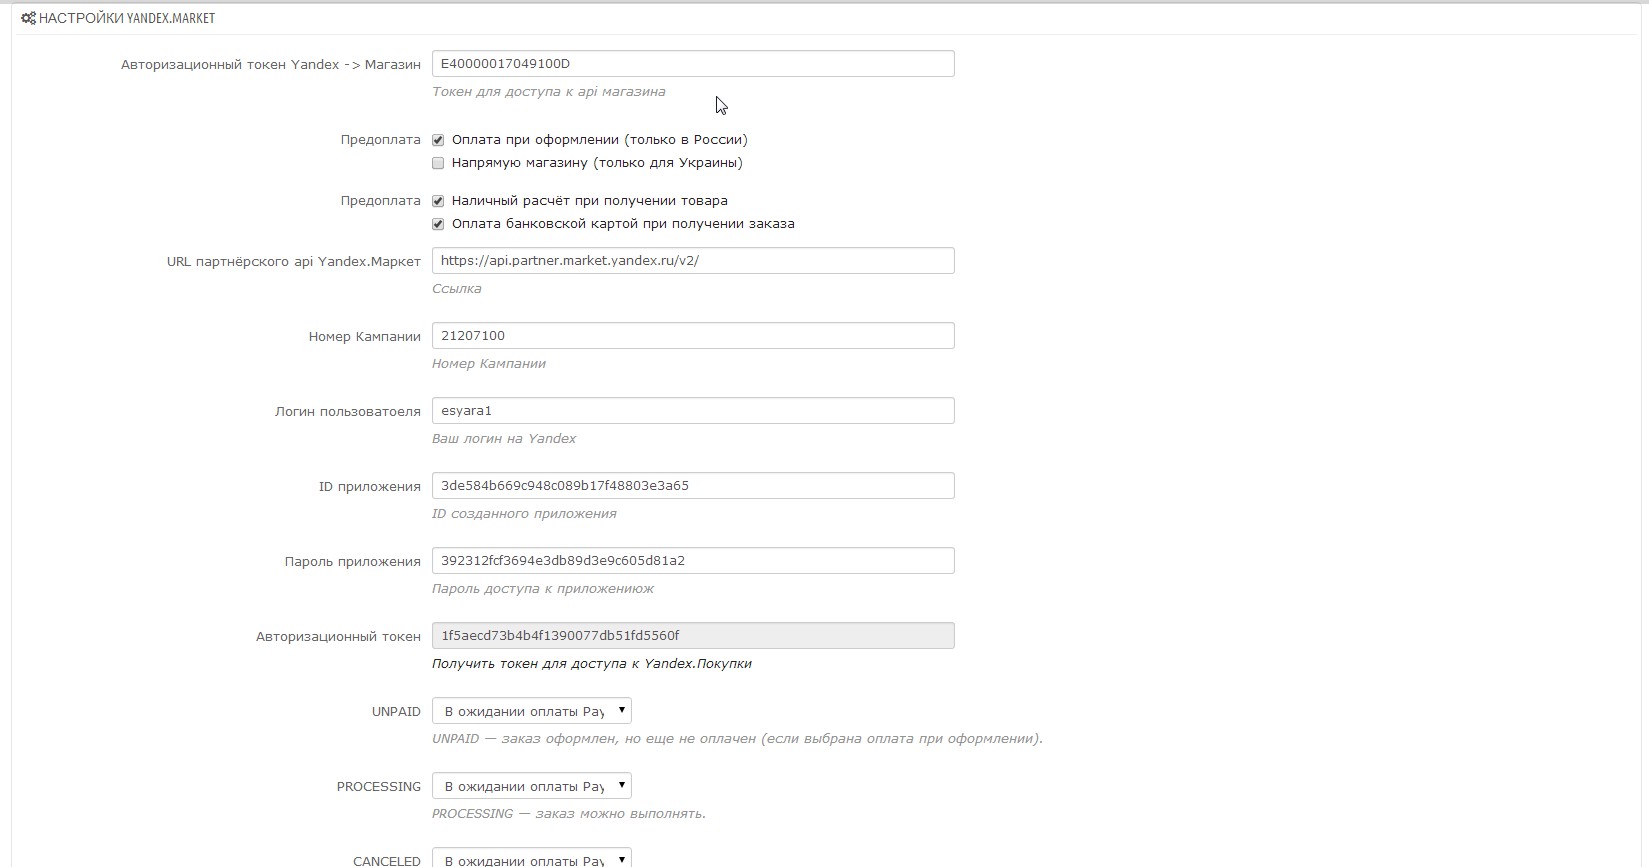 НАСТРОЙКИ YANDEX.MARKET
Авторизационный токен Yandex -> Магазин E40000017049100D
Токен для доступа к api магазина
Предоплата Оплата при оформлении (только в России)
Напрямую магазину (только для Украины)
Предоплата Наличный расчёт при получении товара
Оплата банковской картой при получении заказа
URL партнёрского api Yandex.Маркет https://api.partner.market.yandex.ru/v2/
Ссылка
Номер Кампании 21207100
Номер Кампании
Логин пользоватоеля esyara1
Ваш логин на Yandex
ID приложения 3de584b669c948c089b17f48803e3a65
ID созданного приложения
Пароль приложения 392312fcf3694e3db89d3e9c605d81a2
Пароль доступа к приложениюж
Авторизационный токен 1f5aecd73b4b4f1390077db51fd5560f
Получить токен для доступа к Yandex.Покупки
UNPAID В ожидании оплаты Pay
UNPAID — заказ оформлен, но еще не оплачен (если выбрана оплата при оформлении).
PROCESSING В ожидании оплаты Pay
PROCESSING — заказ можно выполнять.
CANCELED В ожидании оплаты Pay